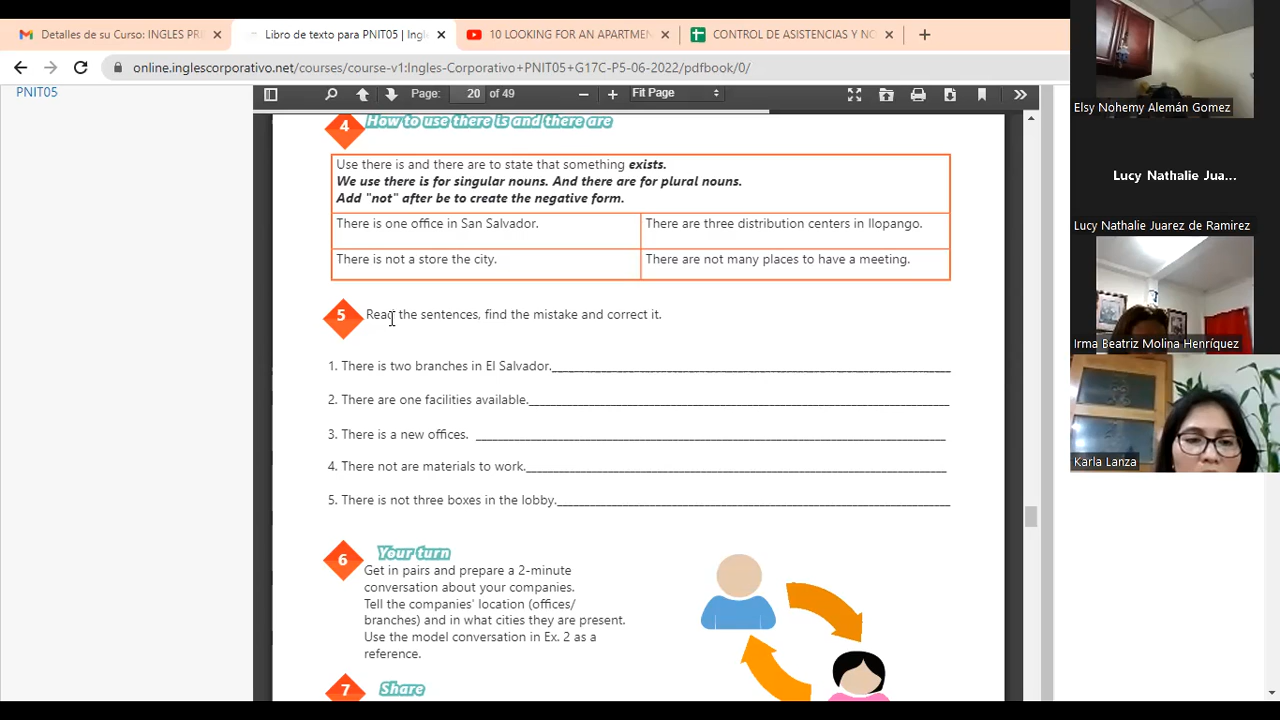 Detalles de su Curso: INGLES PRI
Libro de texto para PNIT05 | Ingl
10 LOOKING FOR AN APARTMEN
CONTROL DE ASISTENCIAS Y NO
online.inglescorporativo.net/courses/course-v1:Ingles-Corporativo+PNIT05+G17C-P5-06-2022/pdfbook/0/
PNIT05
Page: 20 of 49
Fit Page
4 How to use there is and there are
Use there is and there are to state that something exists.
We use there is for singular nouns. And there are for plural nouns.
Add "not" after be to create the negative form.
There is one office in San Salvador.
There are three distribution centers in Ilopango.
There is not a store the city.
There are not many places to have a meeting.
5 Read the sentences, find the mistake and correct it.
1. There is two branches in El Salvador.
2. There are one facilities available.
3. There is a new offices.
4. There not are materials to work.
5. There is not three boxes in the lobby.
6 Your turn
Get in pairs and prepare a 2-minute
conversation about your companies.
Tell the companies' location (offices/
branches) and in what cities they are present.
Use the model conversation in Ex. 2 as a
reference.
7 Share
Elsy Nohemy Alemán Gomez
Lucy Nathalie Jua...
Lucy Nathalie Juarez de Ramirez
Irma Beatriz Molina Henríquez
Karla Lanza